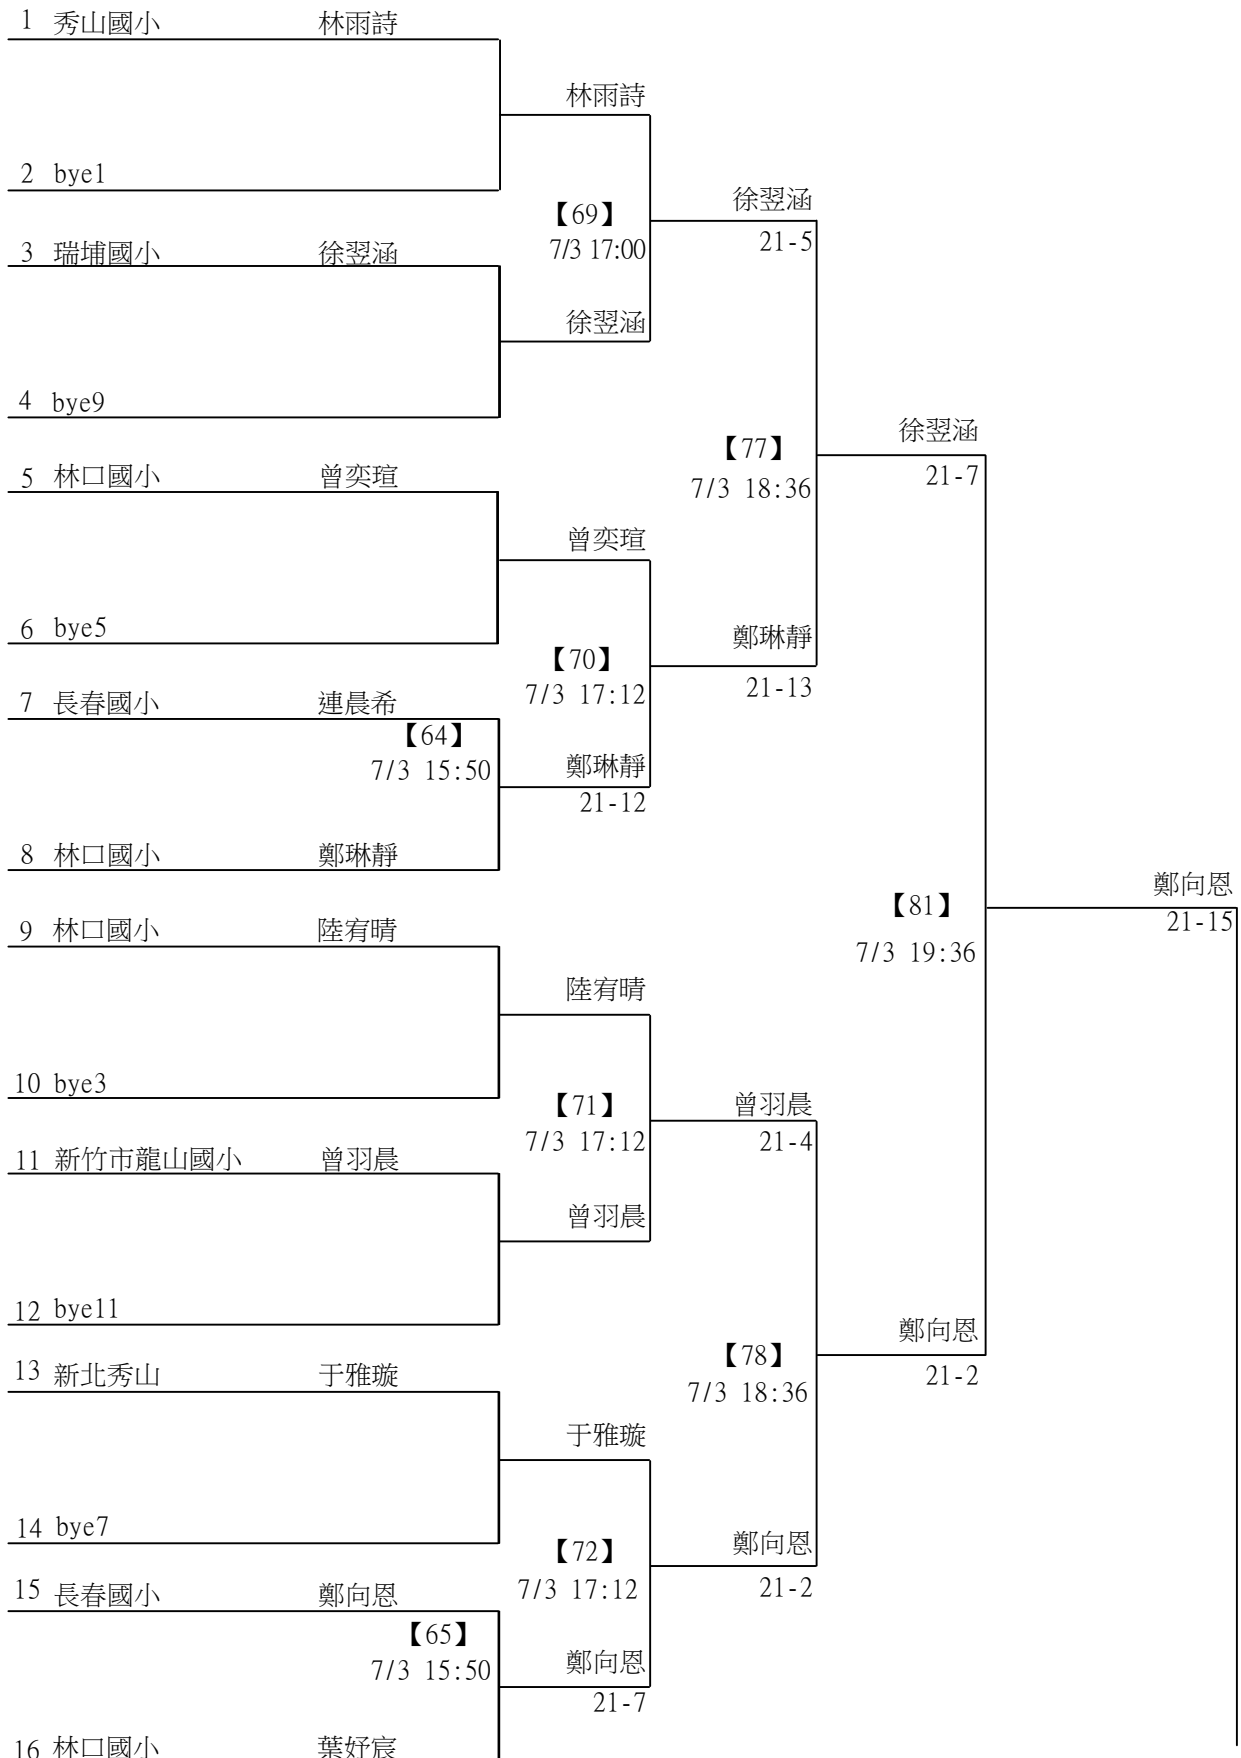 1 秀山國小 林雨詩
林雨詩
2 bye1
徐翌涵
【69】
21-5
7/3 17:00
3 瑞埔國小 徐翌涵
徐翌涵
4 bye9
徐翌涵
【77】
21-7
7/3 18:36
5 林口國小 曾奕瑄
曾奕瑄
6 bye5
鄭琳靜
【70】
21-13
7/3 17:12
7 長春國小 連晨希
【64】
7/3 15:50
鄭琳靜
21-12
8 林口國小 鄭琳靜
鄭向恩
【81】
21-15
7/3 19:36
9 林口國小 陸宥晴
陸宥晴
10 bye3
【71】
曾羽晨
7/3 17:12
21-4
11 新竹市龍山國小 曾羽晨
曾羽晨
12 bye11
鄭向恩
【78】
21-2
7/3 18:36
13 新北秀山 于雅璇
于雅璇
14 bye7
鄭向恩
【72】
21-2
7/3 17:12
15 長春國小 鄭向恩
【65】
7/3 15:50
鄭向恩
21-7
16 林口國小 葉妤宸